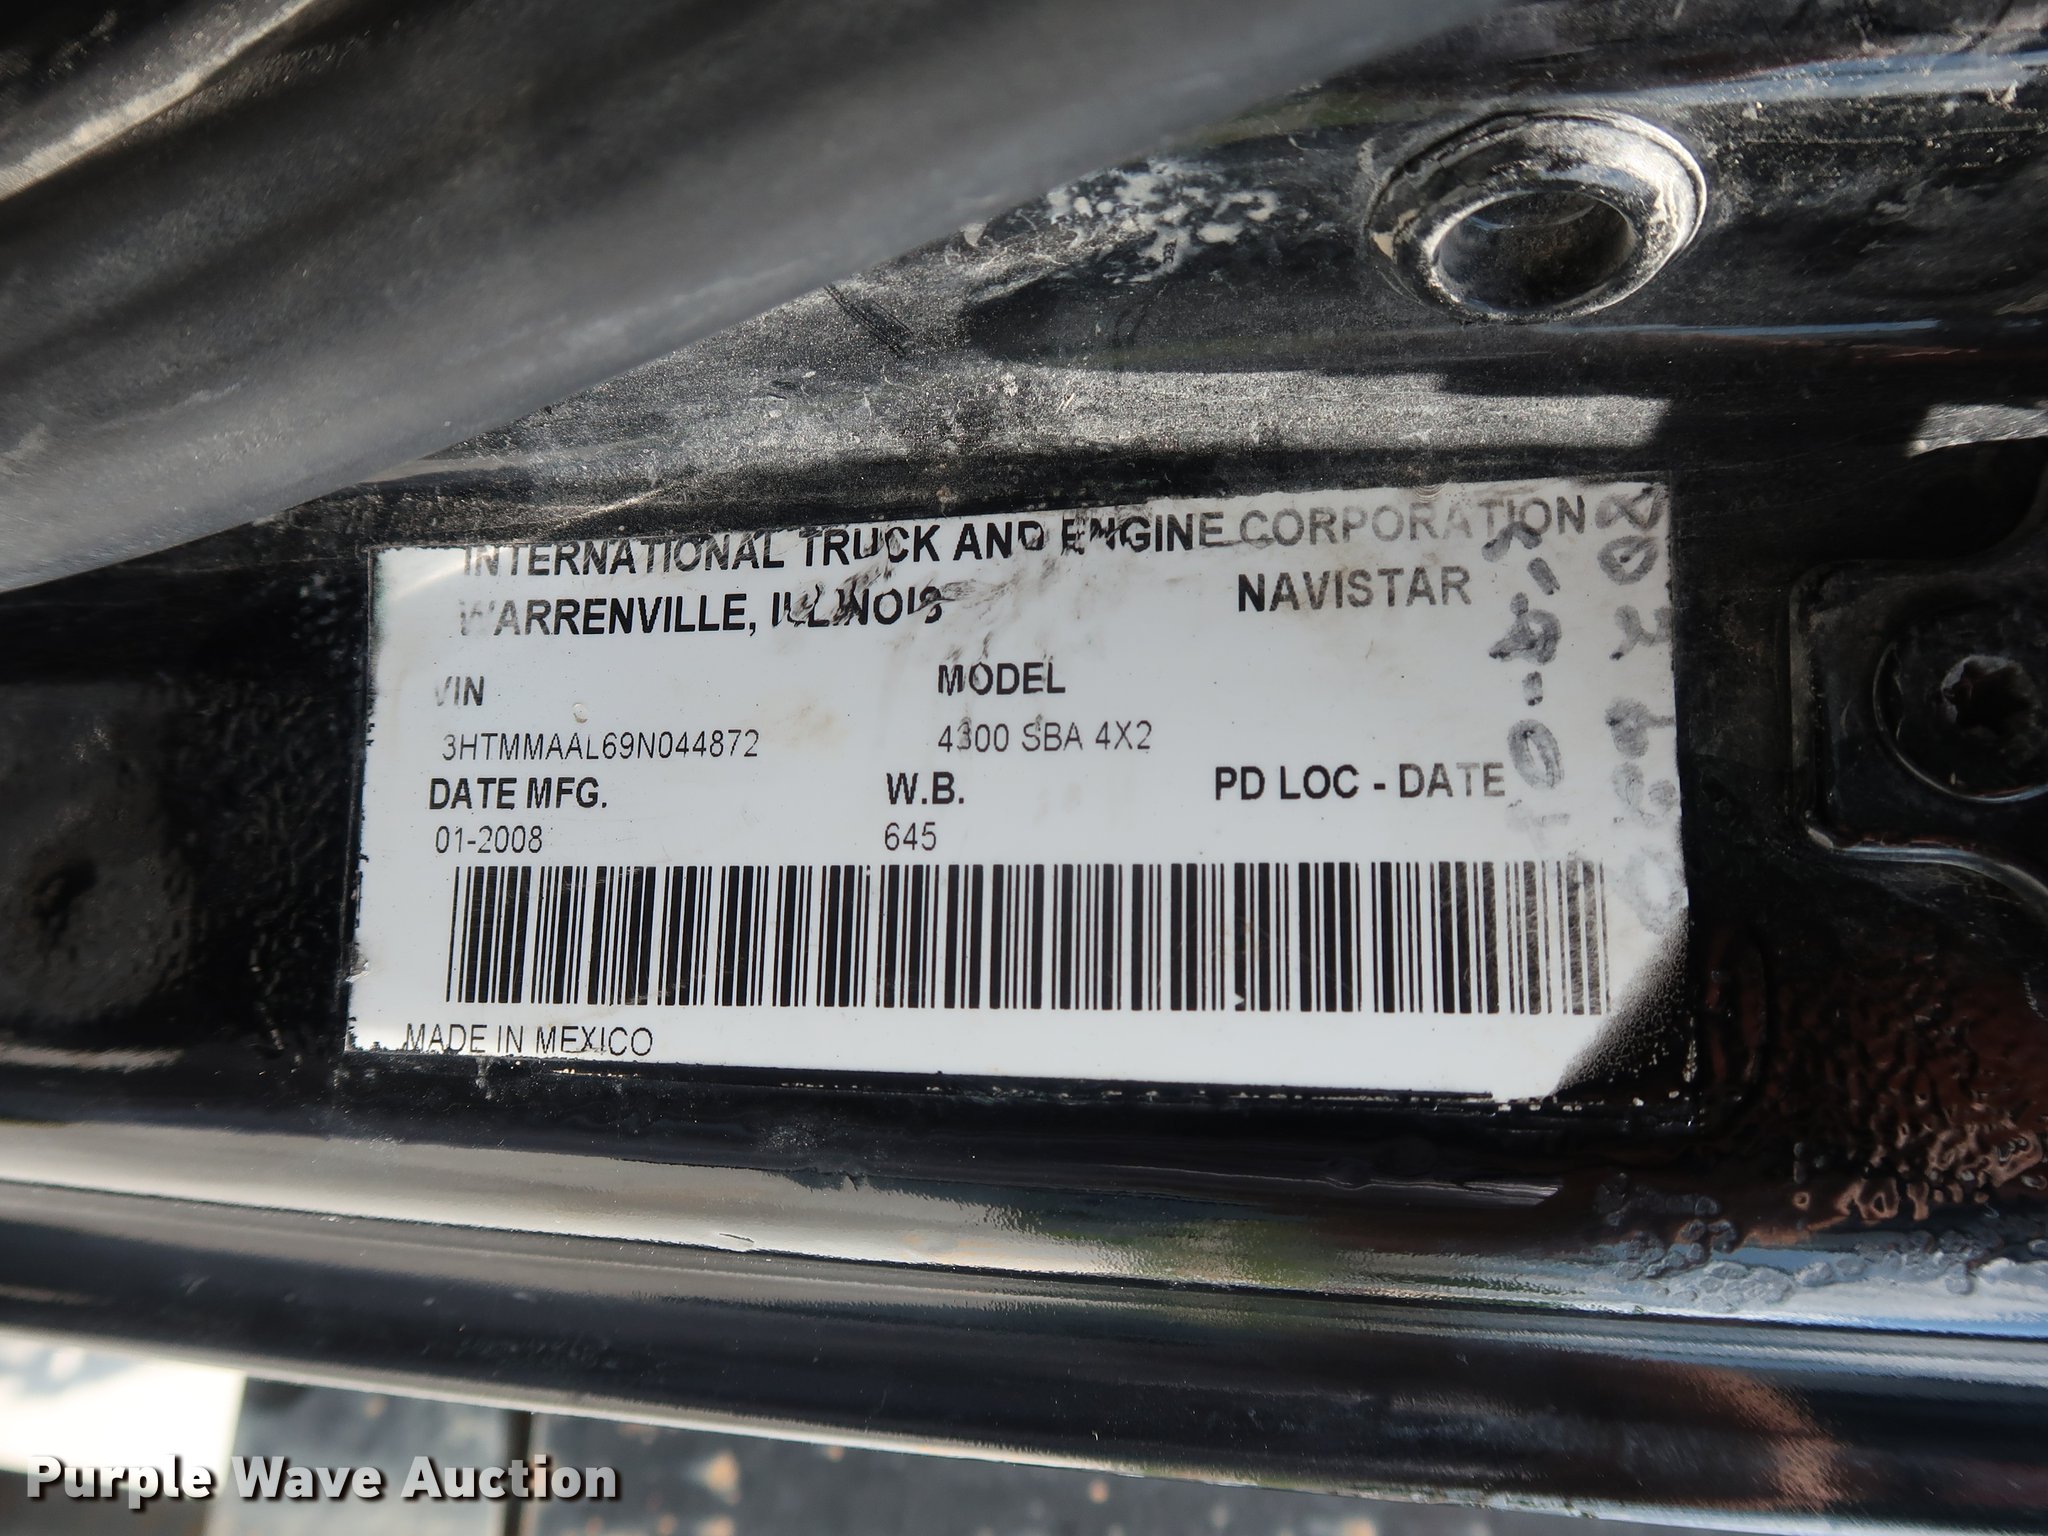 INTERNATIONAL TRUCK AND ENGINE CORPORATION
WARRENVILLE, ILLINOIS
NAVISTAR
VIN
MODEL
3HTMMAAL69N044872
4300 SBA 4X2
DATE MFG.
W.B.
PD LOC - DATE
01-2008
645
MADE IN MEXICO
Purple Wave Auction